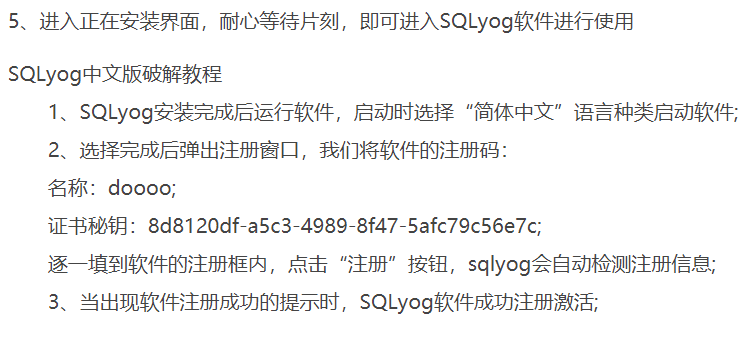 5、进入正在安装界面，耐心等待片刻，即可进入SQLyog软件进行使用
SQLyog中文版破解教程
1、SQLyog安装完成后运行软件，启动时选择“简体中文”语言种类启动软件;
2、选择完成后弹出注册窗口，我们将软件的注册码：
名称：doooo;
证书秘钥：8d8120df-a5c3-4989-8f47-5afc79c56e7c;
逐一填到软件的注册框内，点击“注册”按钮，sqlyog会自动检测注册信息;
3、当出现软件注册成功的提示时，SQLyog软件成功注册激活;